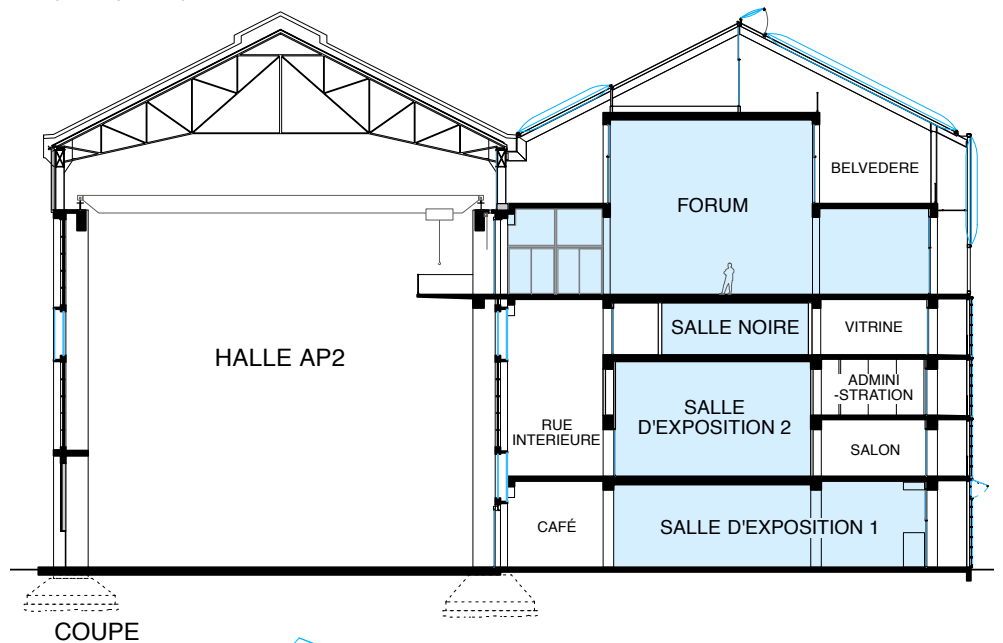 BELVEDERE
FORUM
SALLE NOIRE
VITRINE
HALLE AP2
ADMINI
-STRATION
SALLE
D'EXPOSITION 2
RUE
INTERIEURE
SALON
CAFÉ
SALLE D'EXPOSITION 1
COUPE